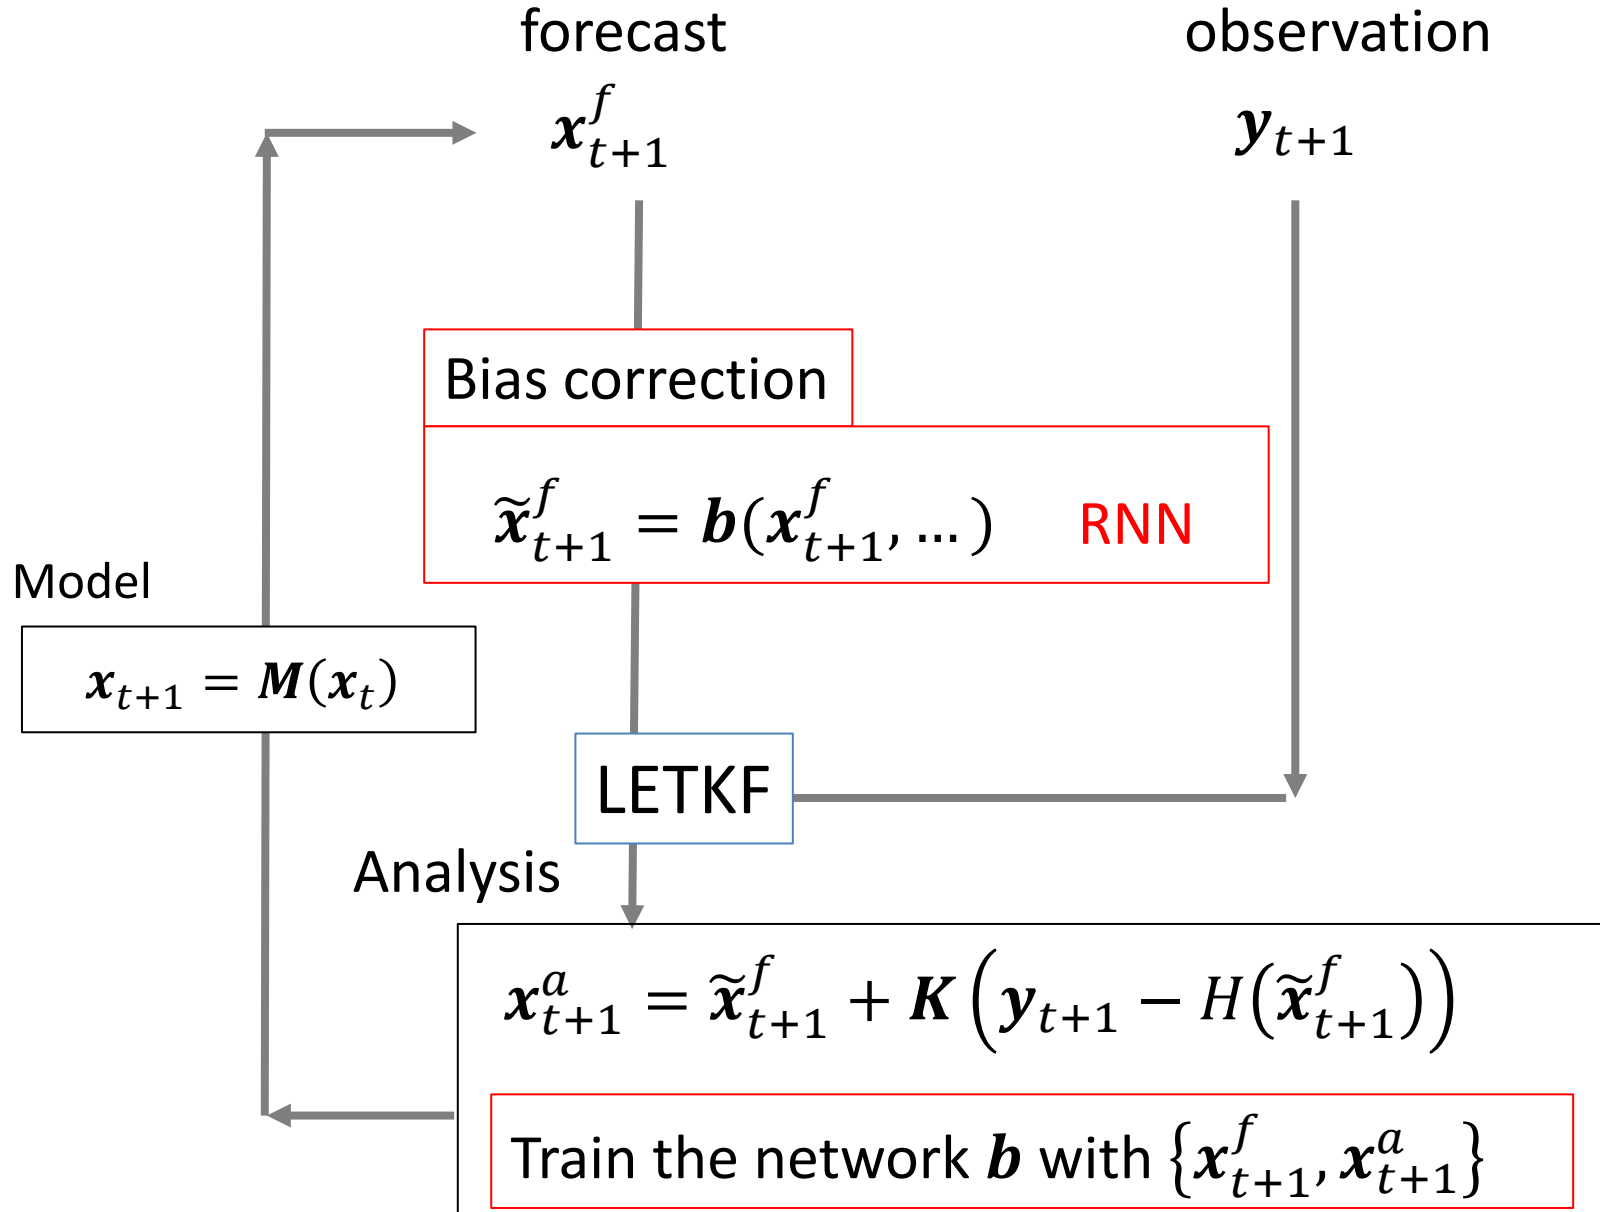 forecast
observation
𝒙^f_{t+1}
𝒚_{t+1}
Bias correction
𝒙̃^f_{t+1} = 𝒃(𝒙^f_{t+1}, …) RNN
Model
𝒙_{t+1} = 𝑴(𝒙_t)
LETKF
Analysis
𝒙^a_{t+1} = 𝒙̃^f_{t+1} + 𝑲(𝒚_{t+1} − H(𝒙̃^f_{t+1}))
Train the network 𝒃 with {𝒙^f_{t+1}, 𝒙^a_{t+1}}